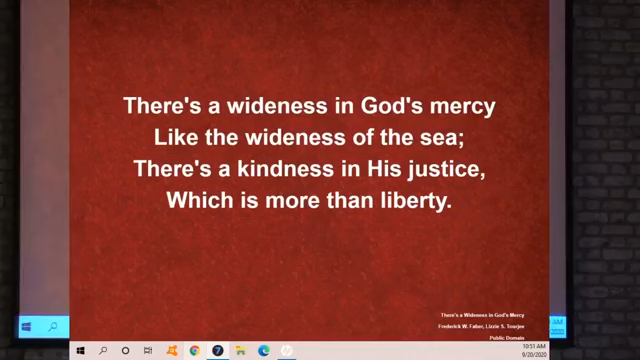 There's a wideness in God's mercy
Like the wideness of the sea;
There's a kindness in His justice,
Which is more than liberty.
There's a Wideness in God's Mercy
Frederick W. Faber, Lizzie S. Tourjee
Public Domain
10:51 AM
9/20/2020